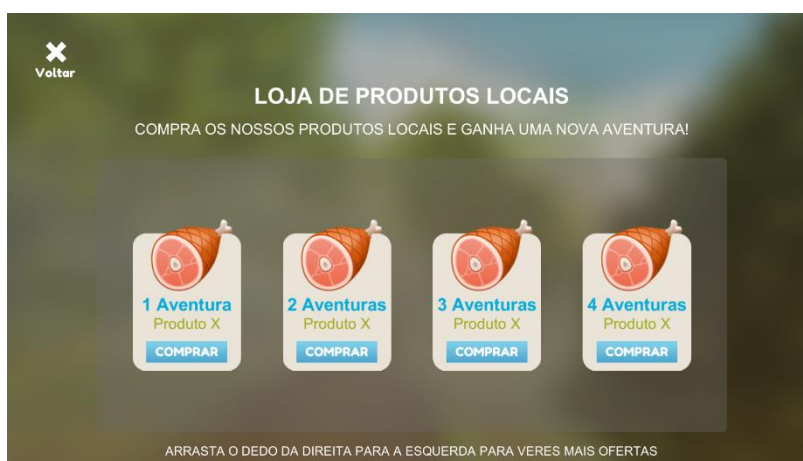 Voltar
LOJA DE PRODUTOS LOCAIS
COMPRA OS NOSSOS PRODUTOS LOCAIS E GANHA UMA NOVA AVENTURA!
1 Aventura
Produto X
COMPRAR
2 Aventuras
Produto X
COMPRAR
3 Aventuras
Produto X
COMPRAR
4 Aventuras
Produto X
COMPRAR
ARRASTA O DEDO DA DIREITA PARA A ESQUERDA PARA VERES MAIS OFERTAS